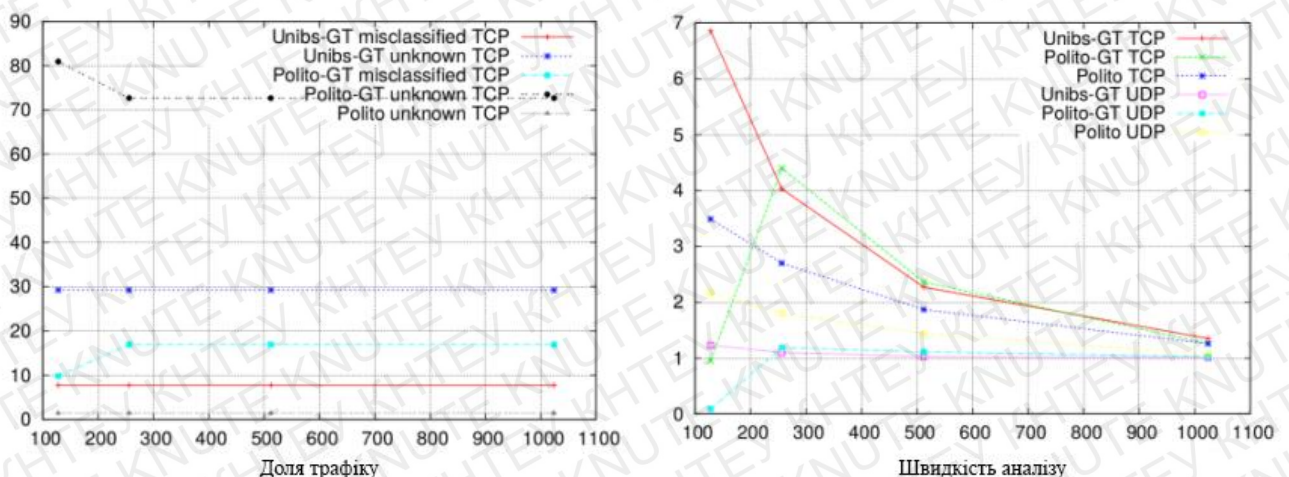 90
80
70
60
50
40
30
20
10
0
100 200 300 400 500 600 700 800 900 1000 1100
Unibs-GT misclassified TCP
Unibs-GT unknown TCP
Polito-GT misclassified TCP
Polito-GT unknown TCP
Polito unknown TCP
Доля трафіку
7
6
5
4
3
2
1
0
100 200 300 400 500 600 700 800 900 1000 1100
Unibs-GT TCP
Polito-GT TCP
Polito TCP
Unibs-GT UDP
Polito-GT UDP
Polito UDP
Швидкість аналізу